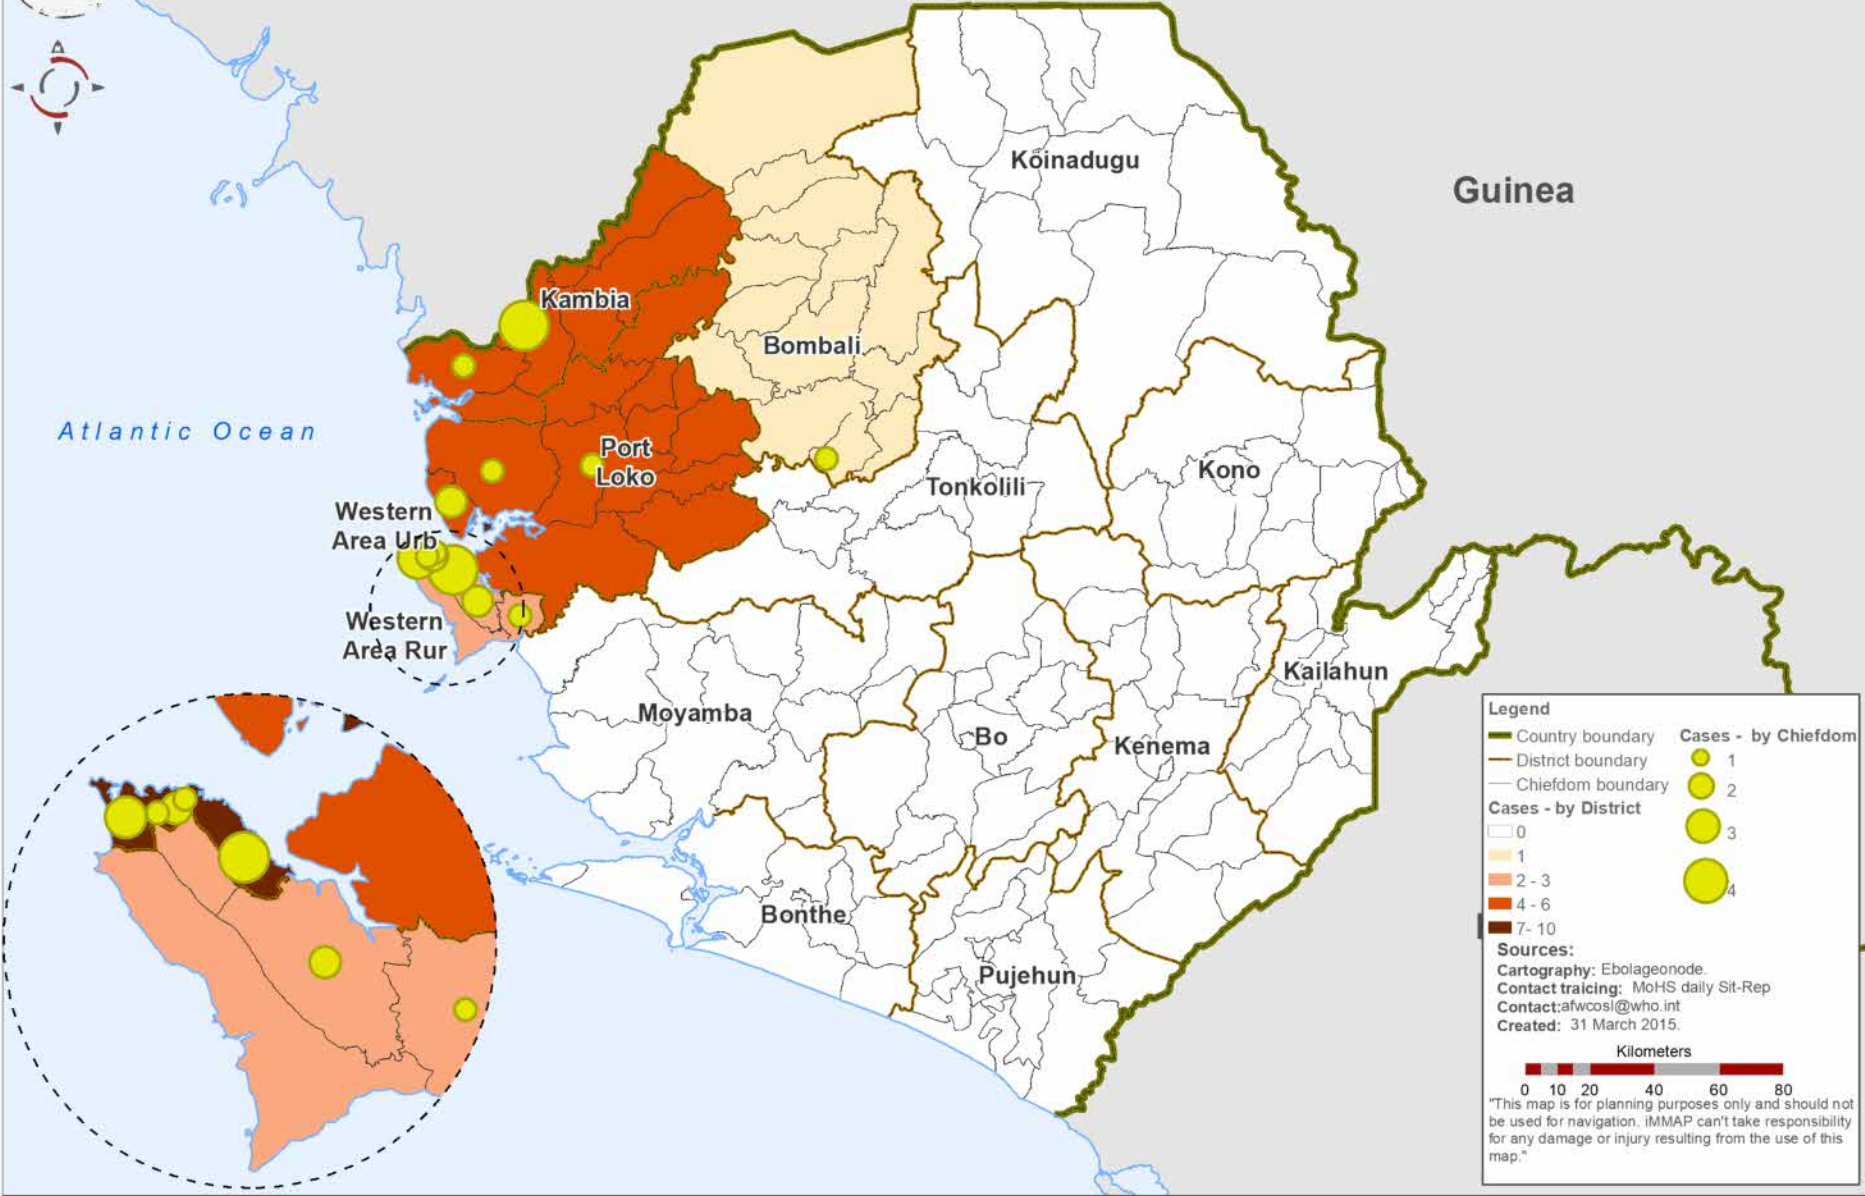 Koinadugu
Guinea
Kambia
Bombali
Atlantic Ocean
Port
Loko
Kono
Tonkolili
Western
Area Urb
Western
Area Rur
Kailahun
Moyamba
Bo
Kenema
Bonthe
Pujehun
Legend
Country boundary
District boundary
Chiefdom boundary
Cases - by District
0
1
2 - 3
4 - 6
7- 10
Cases - by Chiefdom
1
2
3
4
Sources:
Cartography: Ebolageonode.
Contact traicing: MoHS daily Sit-Rep
Contact:afwcosl@who.int
Created: 31 March 2015.
Kilometers
0 10 20 40 60 80
"This map is for planning purposes only and should not
be used for navigation. iMMAP can't take responsibility
for any damage or injury resulting from the use of this
map."